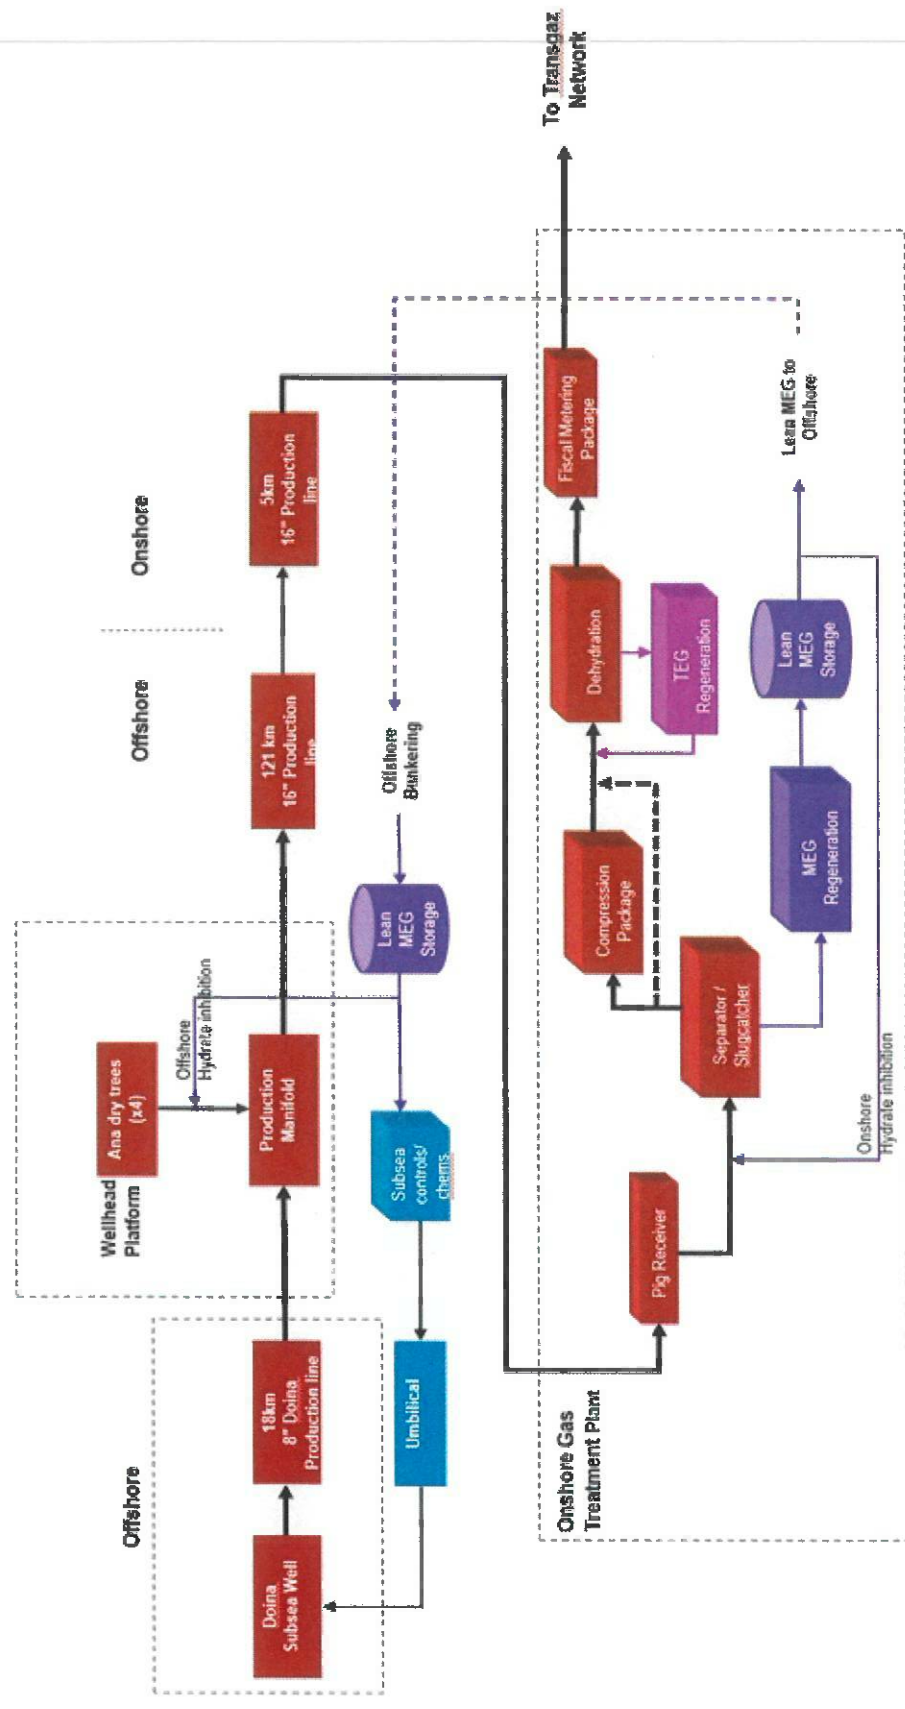 Offshore
Doina
Subsea Well
18km
8" Doina
Production line
Wellhead
Platform
Ana dry trees
(x4)
Offshore
Hydrate inhibition
Production
Manifold
Offshore
Onshore
121 km
16" Production
line
5km
16" Production
line
Umbilical
Subsea
controls/
chems
Lean
MEG
Storage
Offshore
Bunkering
Onshore Gas
Treatment Plant
Pig Receiver
Separator /
Slugcatcher
Compression
Package
Dehydration
TEG
Regeneration
Fiscal Metering
Package
To Transgaz
Network
MEG
Regeneration
Lean
MEG
Storage
Lean MEG to
Offshore
Onshore
Hydrate inhibition